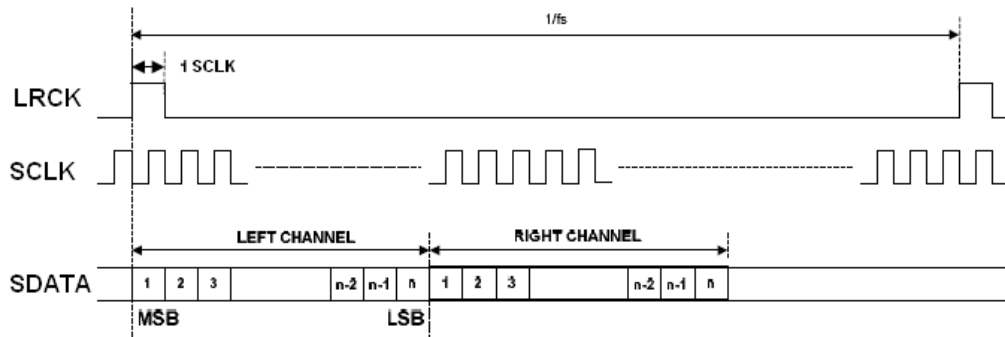 1/fs
1 SCLK
LRCK
SCLK
LEFT CHANNEL RIGHT CHANNEL
SDATA 1 2 3 n-2 n-1 n 1 2 3 n-2 n-1 n
MSB LSB